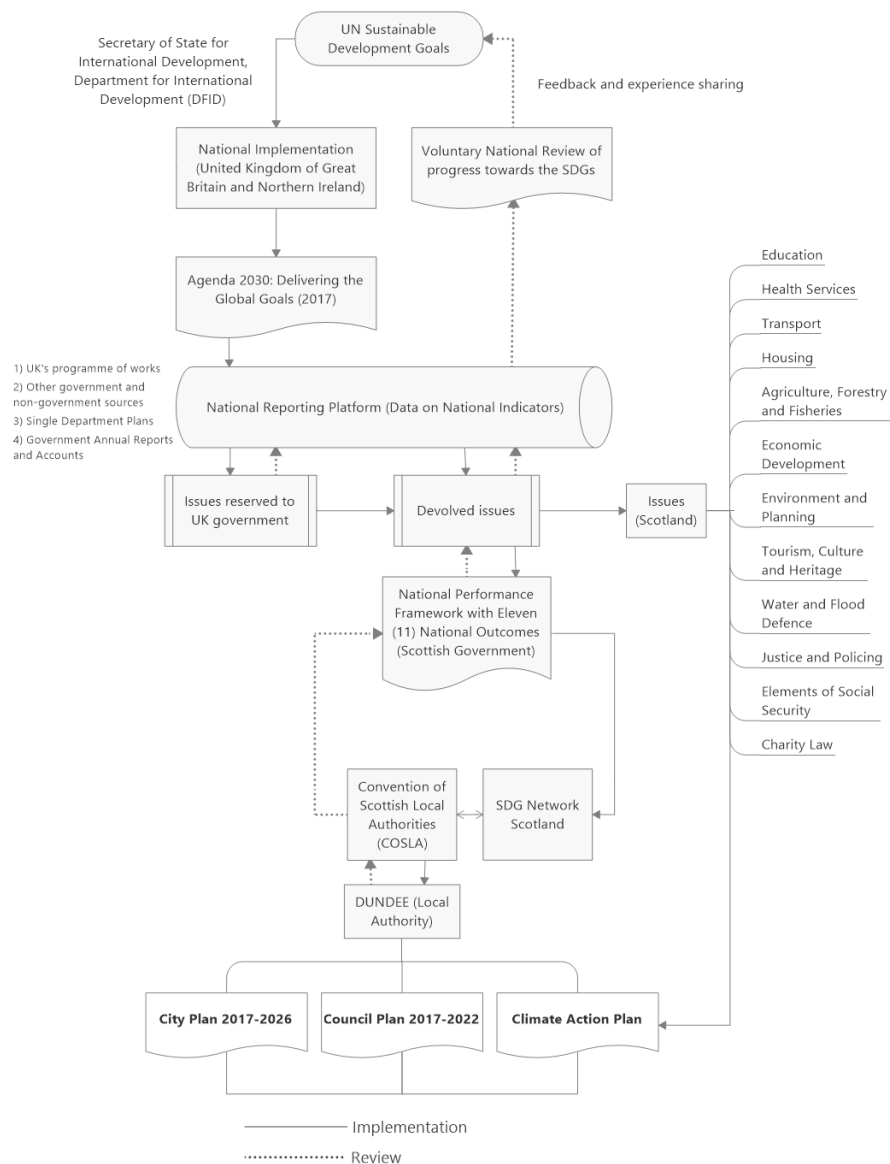 UN Sustainable
Development Goals
Secretary of State for
International Development,
Department for International
Development (DFID)
Feedback and experience sharing
National Implementation
(United Kingdom of Great
Britain and Northern Ireland)
Voluntary National Review of
progress towards the SDGs
Agenda 2030: Delivering the
Global Goals (2017)
1) UK's programme of works
2) Other government and
non-government sources
3) Single Department Plans
4) Government Annual Reports
and Accounts
National Reporting Platform (Data on National Indicators)
Issues reserved to
UK government
Devolved issues
Issues
(Scotland)
Education
Health Services
Transport
Housing
Agriculture, Forestry
and Fisheries
Economic
Development
Environment and
Planning
Tourism, Culture
and Heritage
Water and Flood
Defence
Justice and Policing
Elements of Social
Security
Charity Law
National Performance
Framework with Eleven
(11) National Outcomes
(Scottish Government)
Convention of
Scottish Local
Authorities
(COSLA)
SDG Network
Scotland
DUNDEE (Local
Authority)
City Plan 2017-2026
Council Plan 2017-2022
Climate Action Plan
Implementation
Review